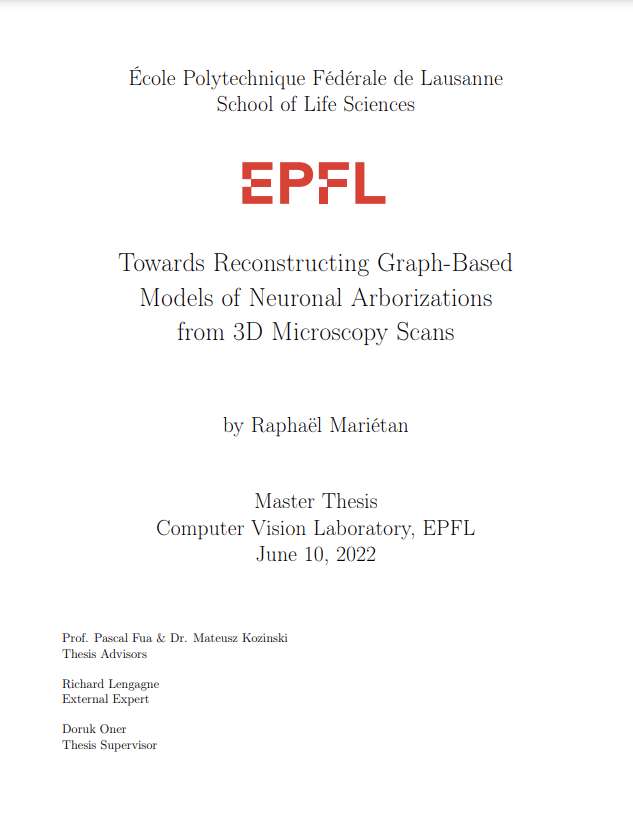 École Polytechnique Fédérale de Lausanne
School of Life Sciences
EPFL
Towards Reconstructing Graph-Based
Models of Neuronal Arborizations
from 3D Microscopy Scans
by Raphaël Mariétan
Master Thesis
Computer Vision Laboratory, EPFL
June 10, 2022
Prof. Pascal Fua & Dr. Mateusz Kozinski
Thesis Advisors
Richard Lengagne
External Expert
Doruk Oner
Thesis Supervisor